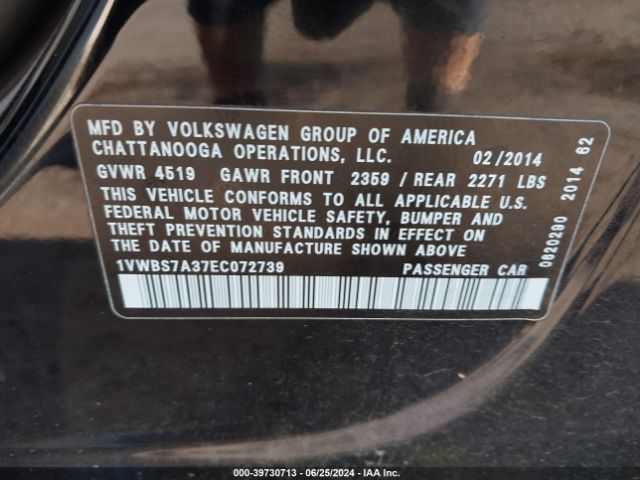 MFD BY VOLKSWAGEN GROUP OF AMERICA
CHATTANOOGA OPERATIONS, LLC. 02/2014
GVWR 4519 GAWR FRONT 2359 / REAR 2271 LBS
THIS VEHICLE CONFORMS TO ALL APPLICABLE U.S.
FEDERAL MOTOR VEHICLE SAFETY, BUMPER AND
THEFT PREVENTION STANDARDS IN EFFECT ON
THE DATE OF MANUFACTURE SHOWN ABOVE
1VWBS7A37EC072739 PASSENGER CAR
0620290 2014 62
000-39730713 - 06/25/2024 - IAA Inc.